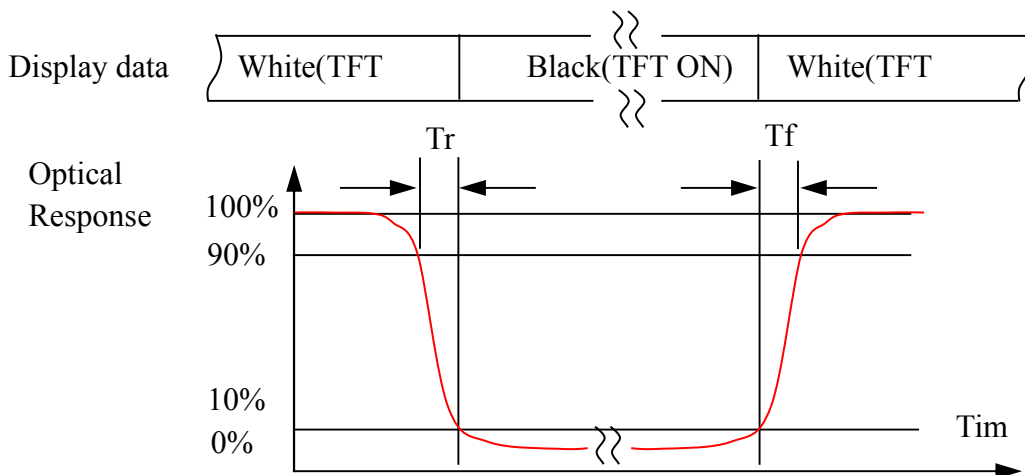 Display data White(TFT Black(TFT ON) White(TFT
Tr Tf
Optical
Response
100%
90%
10%
0%
Tim